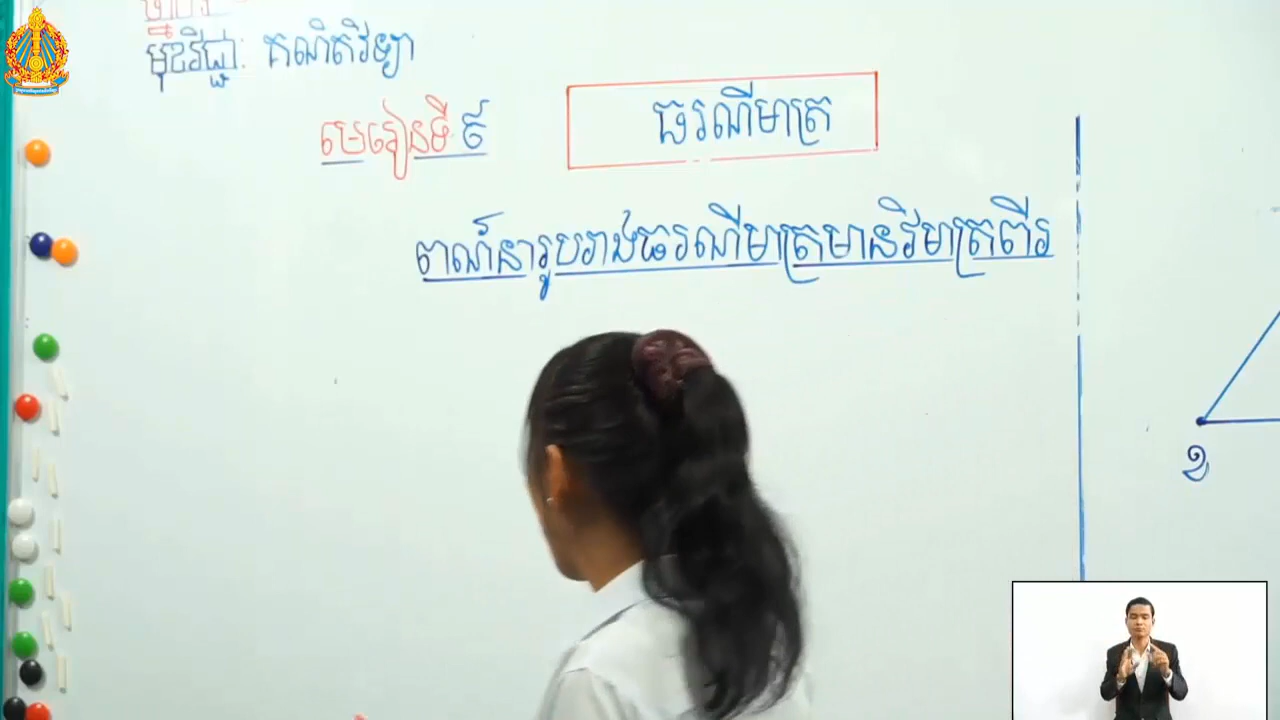 មុខវិជ្ជា: គណិតវិទ្យា
មេរៀនទី ៩
ធរណីមាត្រ
ពណ៌នារូបរាងធរណីមាត្រមានវិមាត្រពីរ
ខ